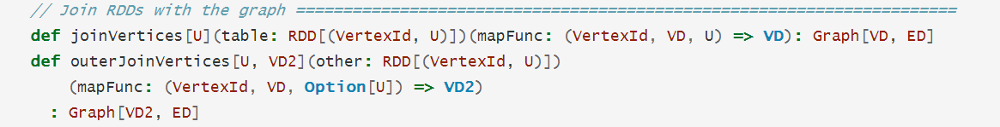 // Join RDDs with the graph ======================================================================
def joinVertices[U](table: RDD[(VertexId, U)])(mapFunc: (VertexId, VD, U) => VD): Graph[VD, ED]
def outerJoinVertices[U, VD2](other: RDD[(VertexId, U)])
(mapFunc: (VertexId, VD, Option[U]) => VD2)
: Graph[VD2, ED]